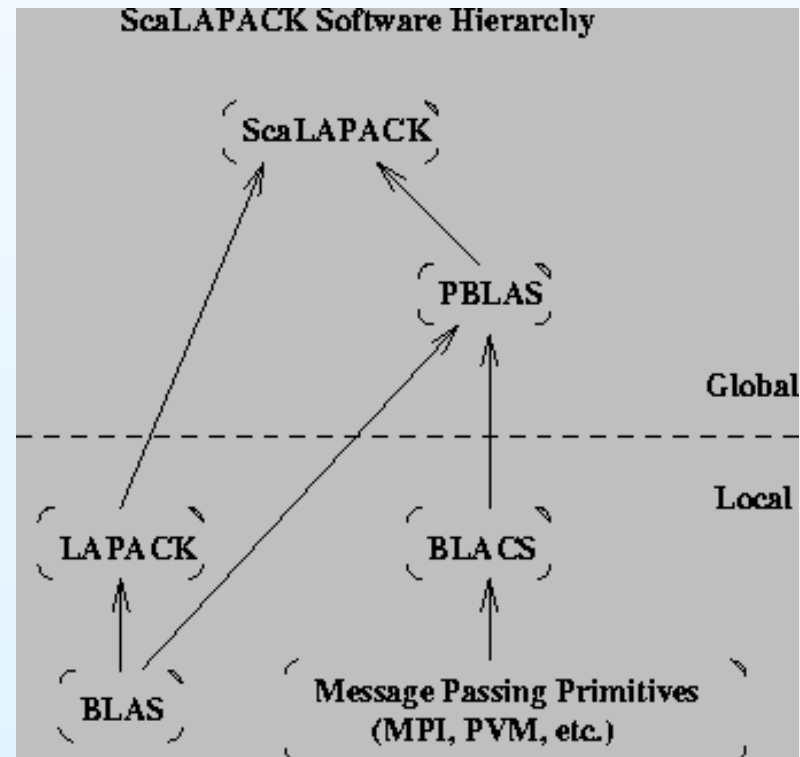 ScaLAPACK Software Hierarchy
ScaLAPACK
PBLAS
Global
Local
LAPACK
BLACS
BLAS
Message Passing Primitives
(MPI, PVM, etc.)